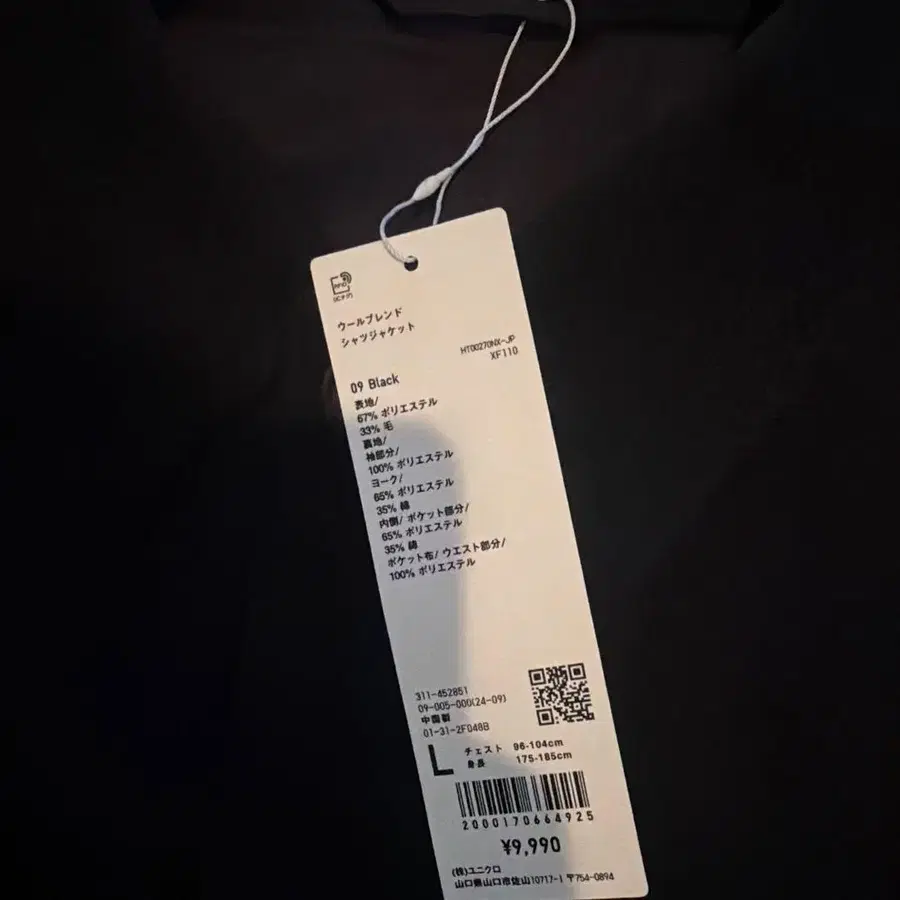 RFID
ウールブレンド
シャツジャケット
HT00270NX-JP
XF110
09 Black
表地/
67% ポリエステル
33% 毛
裏地/
袖部分/
100% ポリエステル
ヨーク/
65% ポリエステル
35% 綿
内側/ ポケット部分/
65% ポリエステル
35% 綿
ポケット布/ ウエスト部分/
100% ポリエステル
311-452851
09-005-000(24-09)
中国製
01-31-2F048B
L チェスト 96-104cm
身長 175-185cm
2000170664925
¥9,990
(株)ユニクロ
山口県山口市佐山10717-1 〒754-0894